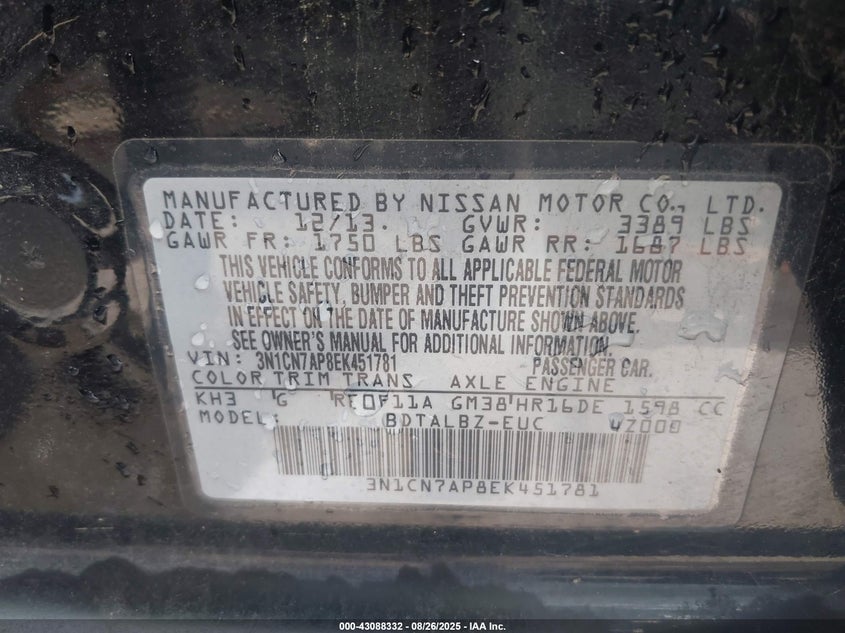 MANUFACTURED BY NISSAN MOTOR CO., LTD.
DATE: 12/13. GVWR: 3389 LBS
GAWR FR: 1750 LBS GAWR RR: 1687 LBS
THIS VEHICLE CONFORMS TO ALL APPLICABLE FEDERAL MOTOR
VEHICLE SAFETY, BUMPER AND THEFT PREVENTION STANDARDS
IN EFFECT ON THE DATE OF MANUFACTURE SHOWN ABOVE.
SEE OWNER'S MANUAL FOR ADDITIONAL INFORMATION.
VIN: 3N1CN7AP8EK451781 PASSENGER CAR.
COLOR TRIM TRANS AXLE ENGINE
KH3 G RE0F11A GM38 HR16DE 1598 CC
MODEL: BDTALBZ-EUC VZ000
3N1CN7AP8EK451781
000-43088332 - 08/26/2025 - IAA Inc.